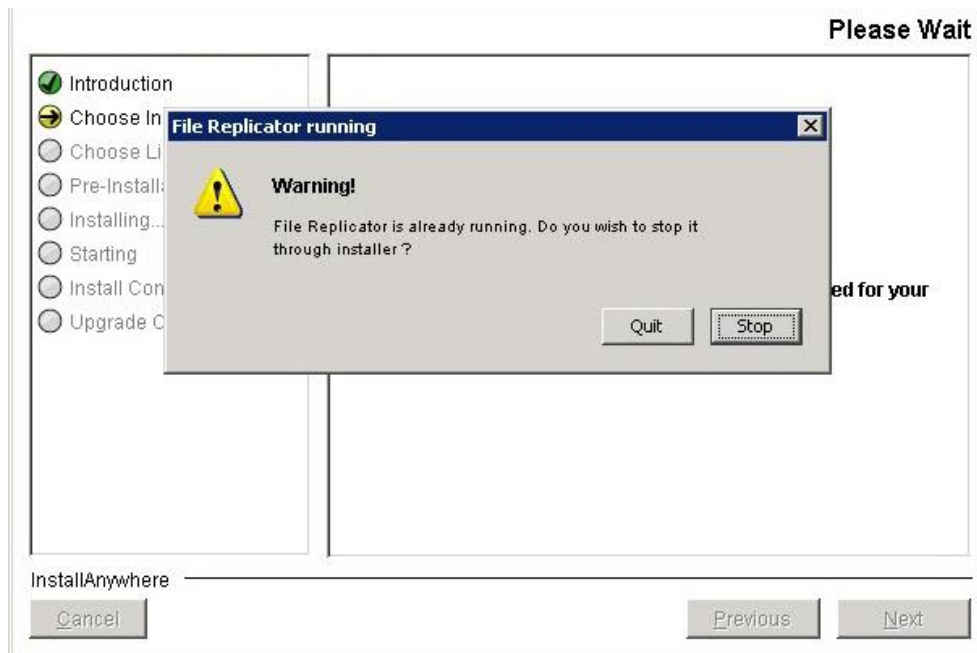 Please Wait
Introduction
Choose In
Choose Li
Pre-Install
Installing...
Starting
Install Con
Upgrade C
File Replicator running
Warning!
File Replicator is already running. Do you wish to stop it
through installer ?
Quit
Stop
ed for your
InstallAnywhere
Cancel
Previous
Next